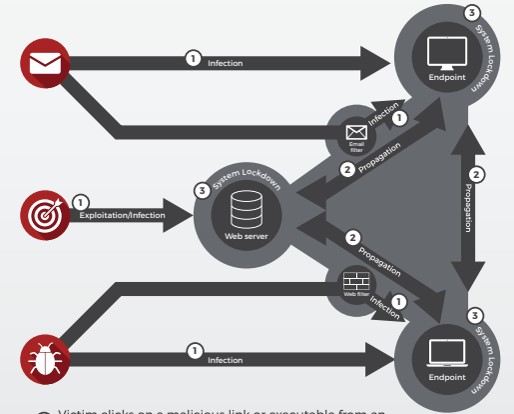 3
System Lockdown
Endpoint
1
Infection
Infection
1
Email
filter
2
Propagation
3
System Lockdown
Web server
1
Exploitation/Infection
2
Propagation
2
Propagation
Web filter
Infection
1
3
System Lockdown
Endpoint
1
Infection
Victim clicks on a malicious link or executable from an